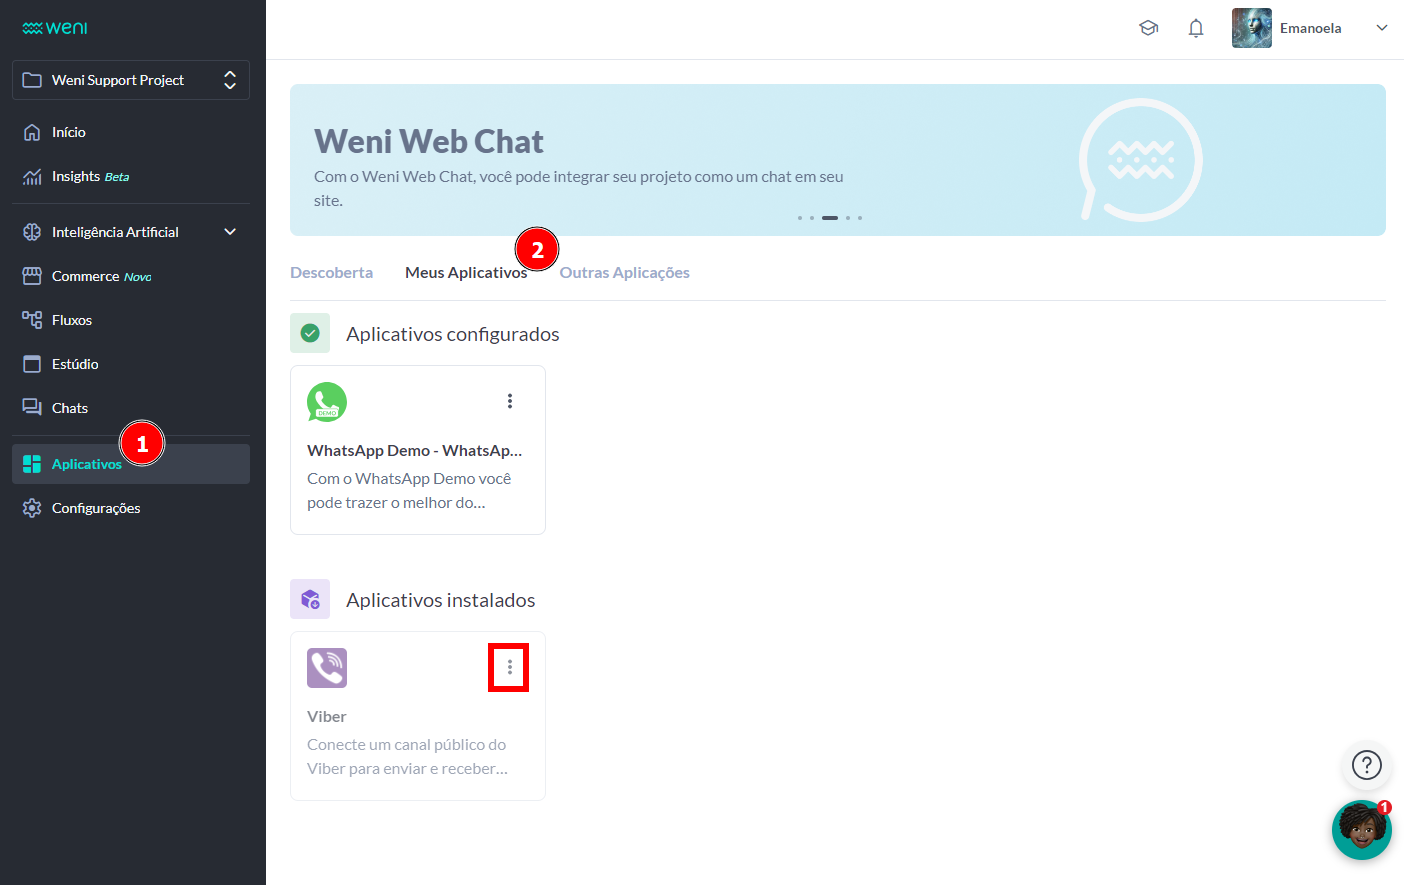 weni
Weni Support Project
Início
Insights Beta
Inteligência Artificial
Commerce Novo
Fluxos
Estúdio
Chats
1
Aplicativos
Configurações
Emanoela
Weni Web Chat
Com o Weni Web Chat, você pode integrar seu projeto como um chat em seu
site.
2
Descoberta
Meus Aplicativos
Outras Aplicações
Aplicativos configurados
DEMO
WhatsApp Demo - WhatsAp...
Com o WhatsApp Demo você
pode trazer o melhor do...
Aplicativos instalados
Viber
Conecte um canal público do
Viber para enviar e receber...
?
1